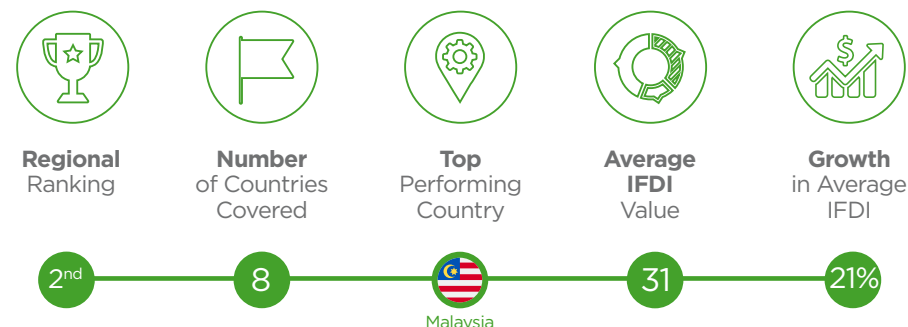 Regional
Ranking
Number
of Countries
Covered
Top
Performing
Country
Average
IFDI
Value
Growth
in Average
IFDI
2nd
8
Malaysia
31
21%